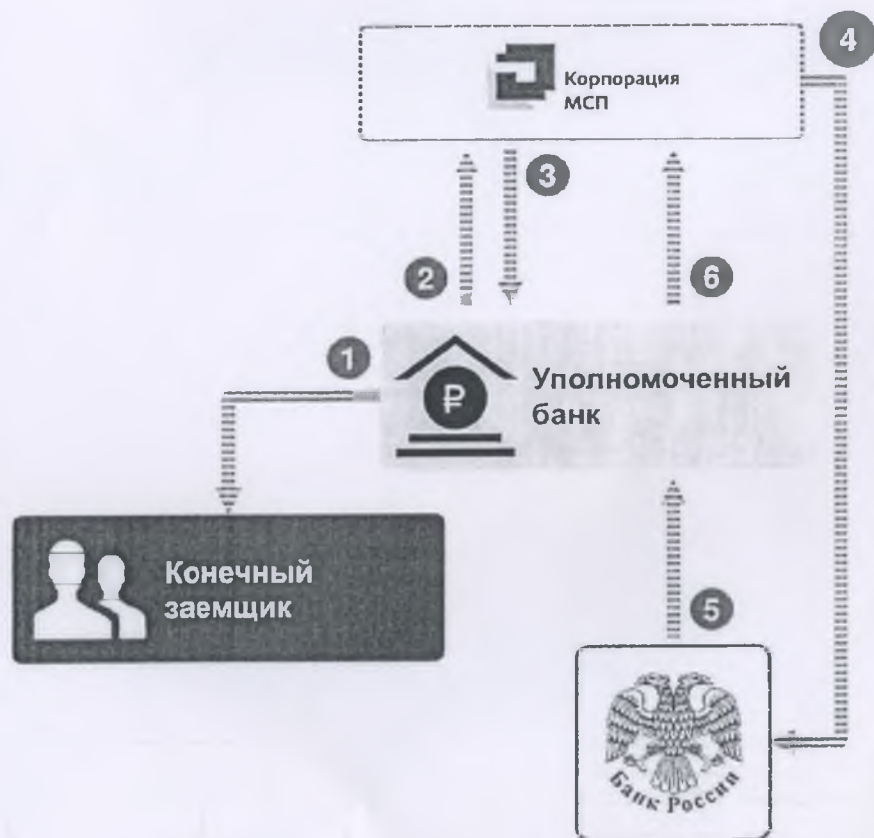 4
Корпорация
МСП
3
2
6
1
₽
Уполномоченный
банк
Конечный
заемщик
5
Банк России